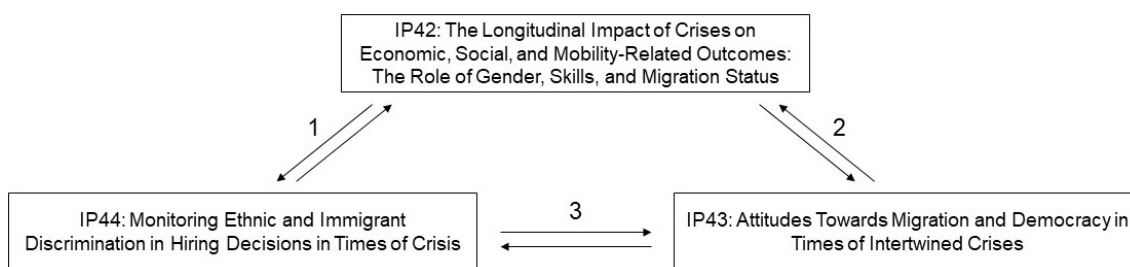 IP42: The Longitudinal Impact of Crises on
Economic, Social, and Mobility-Related Outcomes:
The Role of Gender, Skills, and Migration Status
1
2
IP44: Monitoring Ethnic and Immigrant
Discrimination in Hiring Decisions in Times of Crisis
3
IP43: Attitudes Towards Migration and Democracy in
Times of Intertwined Crises